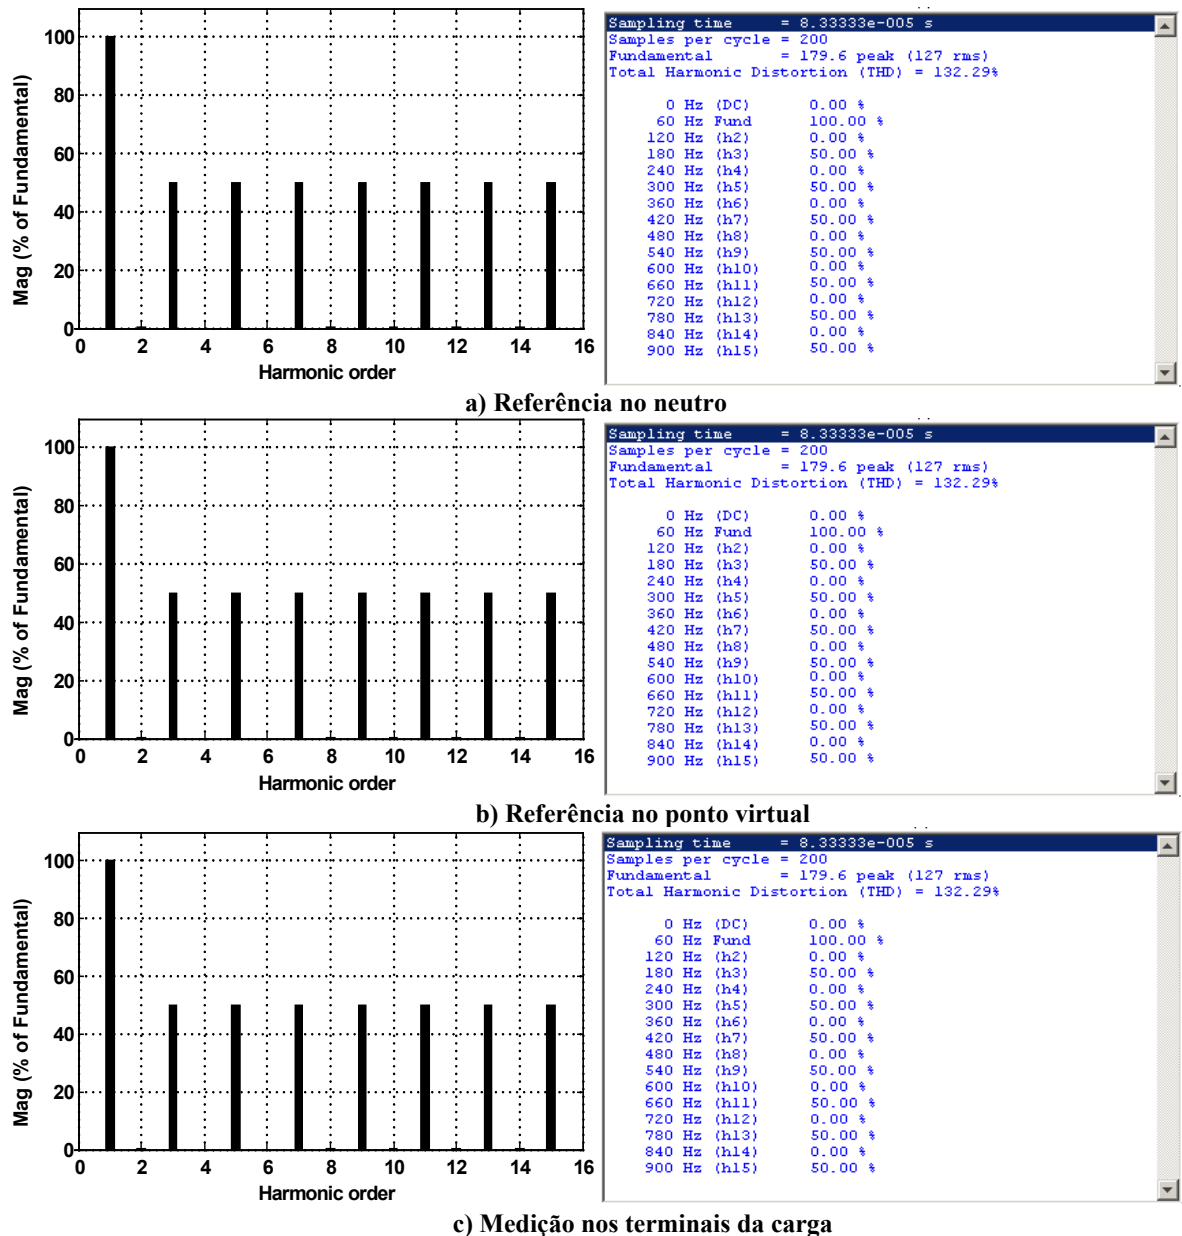 100
80
60
40
20
0
0 2 4 6 8 10 12 14 16
Mag (% of Fundamental)
Harmonic order
Sampling time = 8.33333e-005 s
Samples per cycle = 200
Fundamental = 179.6 peak (127 rms)
Total Harmonic Distortion (THD) = 132.29%
0 Hz (DC) 0.00 %
60 Hz Fund 100.00 %
120 Hz (h2) 0.00 %
180 Hz (h3) 50.00 %
240 Hz (h4) 0.00 %
300 Hz (h5) 50.00 %
360 Hz (h6) 0.00 %
420 Hz (h7) 50.00 %
480 Hz (h8) 0.00 %
540 Hz (h9) 50.00 %
600 Hz (h10) 0.00 %
660 Hz (h11) 50.00 %
720 Hz (h12) 0.00 %
780 Hz (h13) 50.00 %
840 Hz (h14) 0.00 %
900 Hz (h15) 50.00 %
a) Referência no neutro
100
80
60
40
20
0
0 2 4 6 8 10 12 14 16
Mag (% of Fundamental)
Harmonic order
Sampling time = 8.33333e-005 s
Samples per cycle = 200
Fundamental = 179.6 peak (127 rms)
Total Harmonic Distortion (THD) = 132.29%
0 Hz (DC) 0.00 %
60 Hz Fund 100.00 %
120 Hz (h2) 0.00 %
180 Hz (h3) 50.00 %
240 Hz (h4) 0.00 %
300 Hz (h5) 50.00 %
360 Hz (h6) 0.00 %
420 Hz (h7) 50.00 %
480 Hz (h8) 0.00 %
540 Hz (h9) 50.00 %
600 Hz (h10) 0.00 %
660 Hz (h11) 50.00 %
720 Hz (h12) 0.00 %
780 Hz (h13) 50.00 %
840 Hz (h14) 0.00 %
900 Hz (h15) 50.00 %
b) Referência no ponto virtual
100
80
60
40
20
0
0 2 4 6 8 10 12 14 16
Mag (% of Fundamental)
Harmonic order
Sampling time = 8.33333e-005 s
Samples per cycle = 200
Fundamental = 179.6 peak (127 rms)
Total Harmonic Distortion (THD) = 132.29%
0 Hz (DC) 0.00 %
60 Hz Fund 100.00 %
120 Hz (h2) 0.00 %
180 Hz (h3) 50.00 %
240 Hz (h4) 0.00 %
300 Hz (h5) 50.00 %
360 Hz (h6) 0.00 %
420 Hz (h7) 50.00 %
480 Hz (h8) 0.00 %
540 Hz (h9) 50.00 %
600 Hz (h10) 0.00 %
660 Hz (h11) 50.00 %
720 Hz (h12) 0.00 %
780 Hz (h13) 50.00 %
840 Hz (h14) 0.00 %
900 Hz (h15) 50.00 %
c) Medição nos terminais da carga